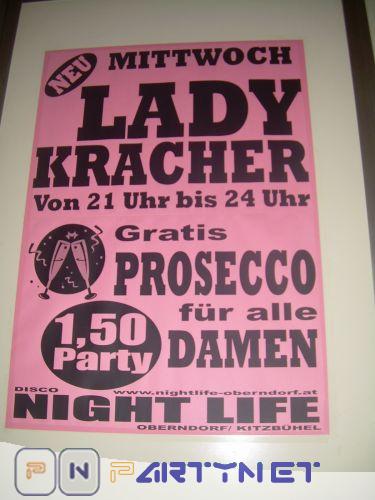 NEU
MITTWOCH
LADY
KRACHER
Von 21 Uhr bis 24 Uhr
Gratis
PROSECCO
für alle
DAMEN
1,50
Party
DISCO
www.nightlife-oberndorf.at
NIGHT LIFE
OBERNDORF/ KITZBÜHEL
P N PARTYNET